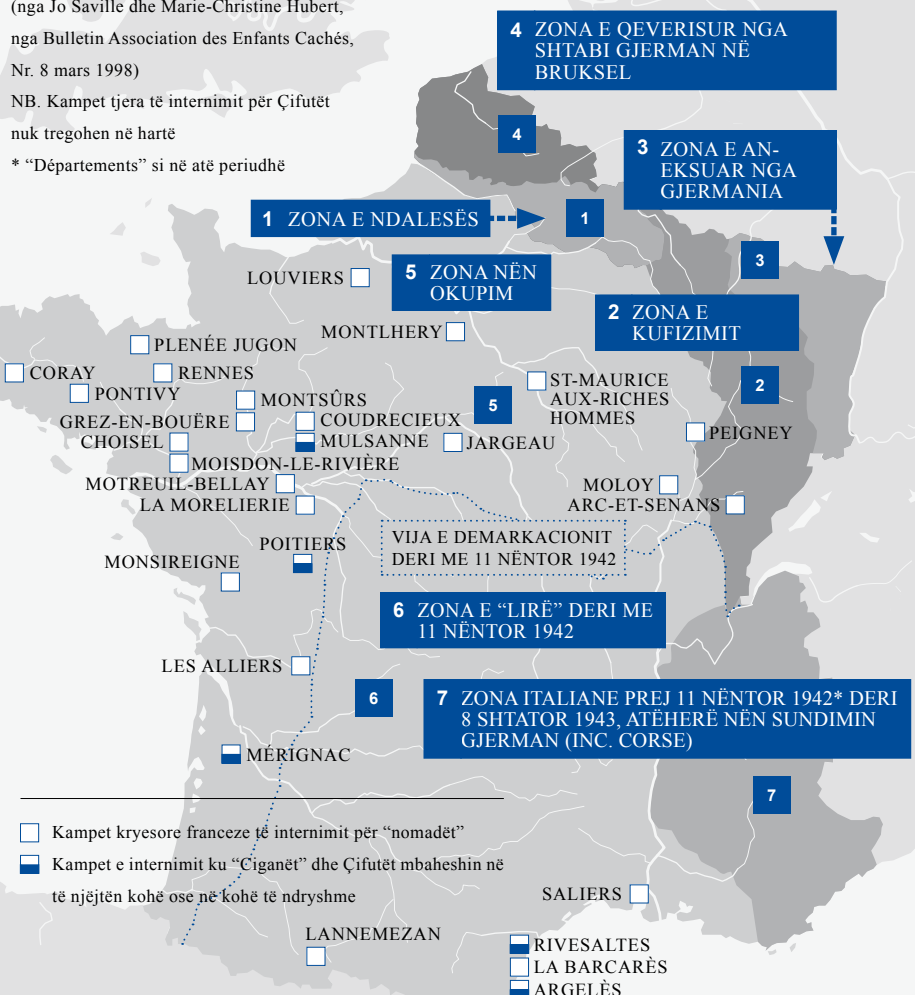 (nga Jo Saville dhe Marie-Christine Hubert,
nga Bulletin Association des Enfants Cachés,
Nr. 8 mars 1998)
NB. Kampet tjera të internimit për Çifutët
nuk tregohen në hartë
* “Départements” si në atë periudhë
4 ZONA E QEVERISUR NGA
SHTABI GJERMAN NË
BRUKSEL
4
3 ZONA E AN-
EKSUAR NGA
GJERMANIA
1 ZONA E NDALESËS
1
3
LOUVIERS
5 ZONA NËN
OKUPIM
2 ZONA E
KUFIZIMIT
MONTLHERY
PLENÉE JUGON
CORAY
RENNES
PONTIVY
MONTSÛRS
ST-MAURICE
AUX-RICHES
HOMMES
2
5
GREZ-EN-BOUËRE
COUDRECIEUX
CHOISEL
MULSANNE
JARGEAU
PEIGNEY
MOISDON-LE-RIVIÈRE
MOTREUIL-BELLAY
MOLOY
LA MORELIERIE
ARC-ET-SENANS
VIJA E DEMARKACIONIT
DERI ME 11 NËNTOR 1942
POITIERS
MONSIREIGNE
6 ZONA E “LIRË” DERI ME
11 NËNTOR 1942
LES ALLIERS
6
7 ZONA ITALIANE PREJ 11 NËNTOR 1942* DERI
8 SHTATOR 1943, ATËHERË NËN SUNDIMIN
GJERMAN (INC. CORSE)
MÉRIGNAC
7
Kampet kryesore franceze të internimit për “nomadët”
Kampet e internimit ku “Ciganët” dhe Çifutët mbaheshin në
të njëjtën kohë ose në kohë të ndryshme
SALIERS
LANNEMEZAN
RIVESALTES
LA BARCARÈS
ARGELÈS